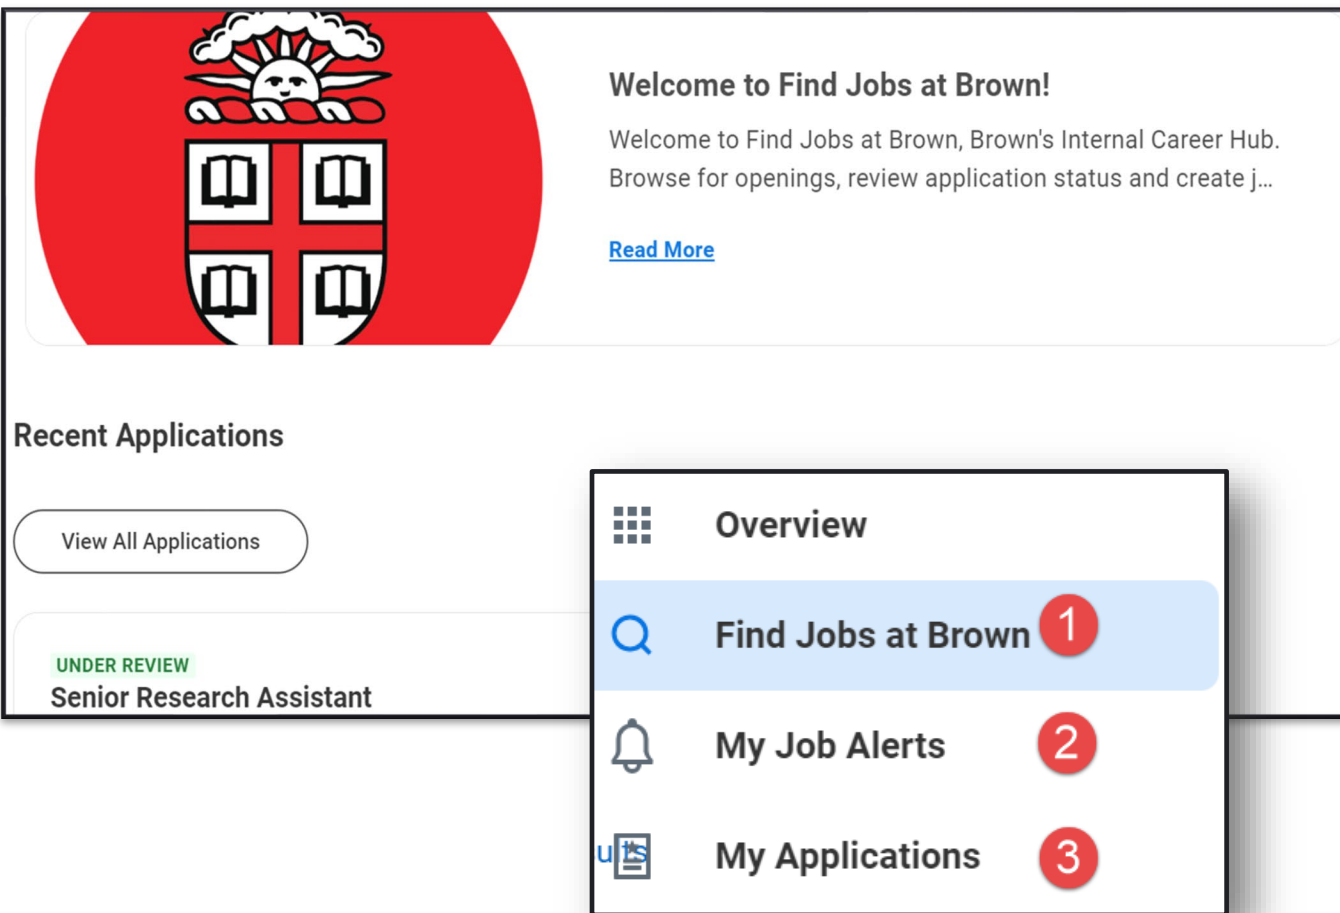 Welcome to Find Jobs at Brown!
Welcome to Find Jobs at Brown, Brown's Internal Career Hub.
Browse for openings, review application status and create j...
Read More
Recent Applications
View All Applications
UNDER REVIEW
Senior Research Assistant
Overview
Find Jobs at Brown 1
My Job Alerts 2
My Applications 3